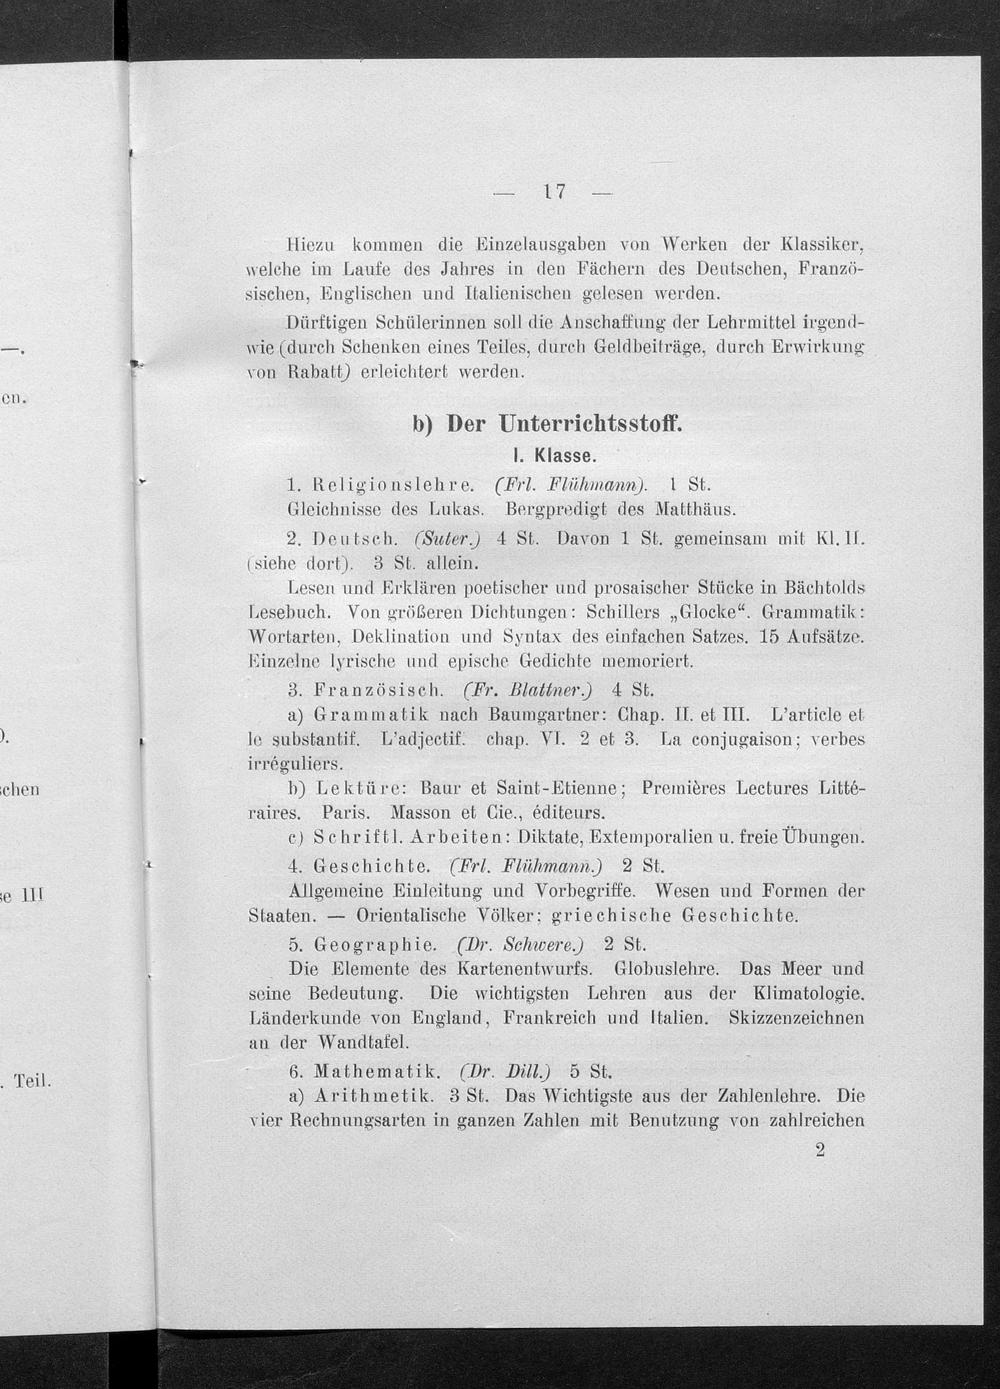 — 17 —
Hiezu kommen die Einzelausgaben von Werken der Klassiker,
welche im Laufe des Jahres in den Fächern des Deutschen, Franzö-
sischen, Englischen und Italienischen gelesen werden.
Dürftigen Schülerinnen soll die Anschaffung der Lehrmittel irgend-
wie (durch Schenken eines Teiles, durch Geldbeiträge, durch Erwirkung
von Rabatt) erleichtert werden.
b) Der Unterrichtsstoff.
I. Klasse.
1. Religionslehre. (Frl. Flühmann). 1 St.
Gleichnisse des Lukas. Bergpredigt des Matthäus.
2. Deutsch. (Suter.) 4 St. Davon 1 St. gemeinsam mit Kl. II.
(siehe dort). 3 St. allein.
Lesen und Erklären poetischer und prosaischer Stücke in Bächtolds
Lesebuch. Von größeren Dichtungen: Schillers „Glocke“. Grammatik:
Wortarten, Deklination und Syntax des einfachen Satzes. 15 Aufsätze.
Einzelne lyrische und epische Gedichte memoriert.
3. Französisch. (Fr. Blattner.) 4 St.
a) Grammatik nach Baumgartner: Chap. II. et III. L’article et
le substantif. L’adjectif. chap. VI. 2 et 3. La conjugaison; verbes
irréguliers.
b) Lektüre: Baur et Saint-Etienne; Premières Lectures Litté-
raires. Paris. Masson et Cie., éditeurs.
c) Schriftl. Arbeiten: Diktate, Extemporalien u. freie Übungen.
4. Geschichte. (Frl. Flühmann.) 2 St.
Allgemeine Einleitung und Vorbegriffe. Wesen und Formen der
Staaten. — Orientalische Völker; griechische Geschichte.
5. Geographie. (Dr. Schwere.) 2 St.
Die Elemente des Kartenentwurfs. Globuslehre. Das Meer und
seine Bedeutung. Die wichtigsten Lehren aus der Klimatologie.
Länderkunde von England, Frankreich und Italien. Skizzenzeichnen
an der Wandtafel.
6. Mathematik. (Dr. Dill.) 5 St.
a) Arithmetik. 3 St. Das Wichtigste aus der Zahlenlehre. Die
vier Rechnungsarten in ganzen Zahlen mit Benutzung von zahlreichen
2